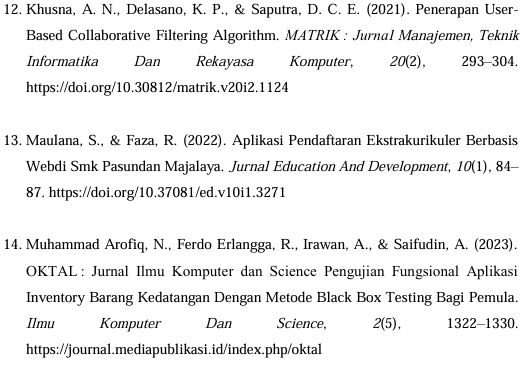 12. Khusna, A. N., Delasano, K. P., & Saputra, D. C. E. (2021). Penerapan User-
Based Collaborative Filtering Algorithm. MATRIK : Jurnal Manajemen, Teknik
Informatika Dan Rekayasa Komputer, 20(2), 293–304.
https://doi.org/10.30812/matrik.v20i2.1124
13. Maulana, S., & Faza, R. (2022). Aplikasi Pendaftaran Ekstrakurikuler Berbasis
Webdi Smk Pasundan Majalaya. Jurnal Education And Development, 10(1), 84–
87. https://doi.org/10.37081/ed.v10i1.3271
14. Muhammad Arofiq, N., Ferdo Erlangga, R., Irawan, A., & Saifudin, A. (2023).
OKTAL : Jurnal Ilmu Komputer dan Science Pengujian Fungsional Aplikasi
Inventory Barang Kedatangan Dengan Metode Black Box Testing Bagi Pemula.
Ilmu Komputer Dan Science, 2(5), 1322–1330.
https://journal.mediapublikasi.id/index.php/oktal